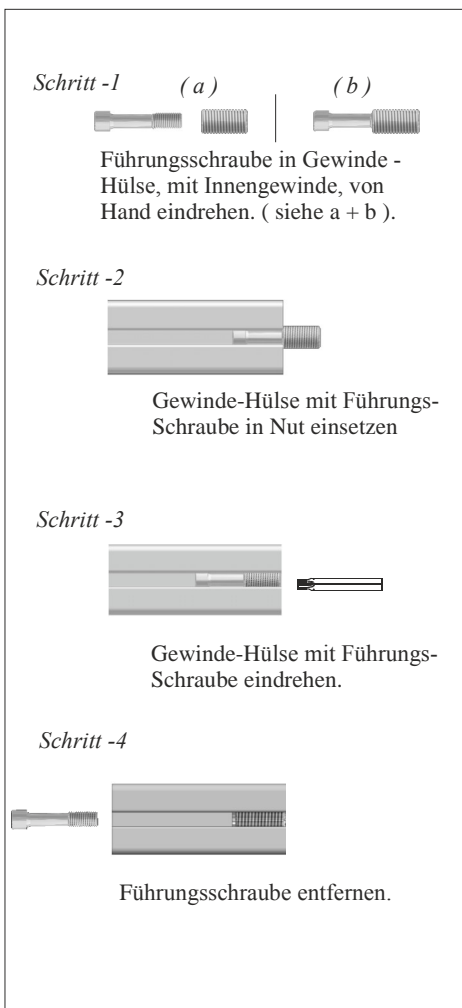 Schritt -1 ( a ) ( b )
Führungsschraube in Gewinde -
Hülse, mit Innengewinde, von
Hand eindrehen. ( siehe a + b ).
Schritt -2
Gewinde-Hülse mit Führungs-
Schraube in Nut einsetzen
Schritt -3
Gewinde-Hülse mit Führungs-
Schraube eindrehen.
Schritt -4
Führungsschraube entfernen.